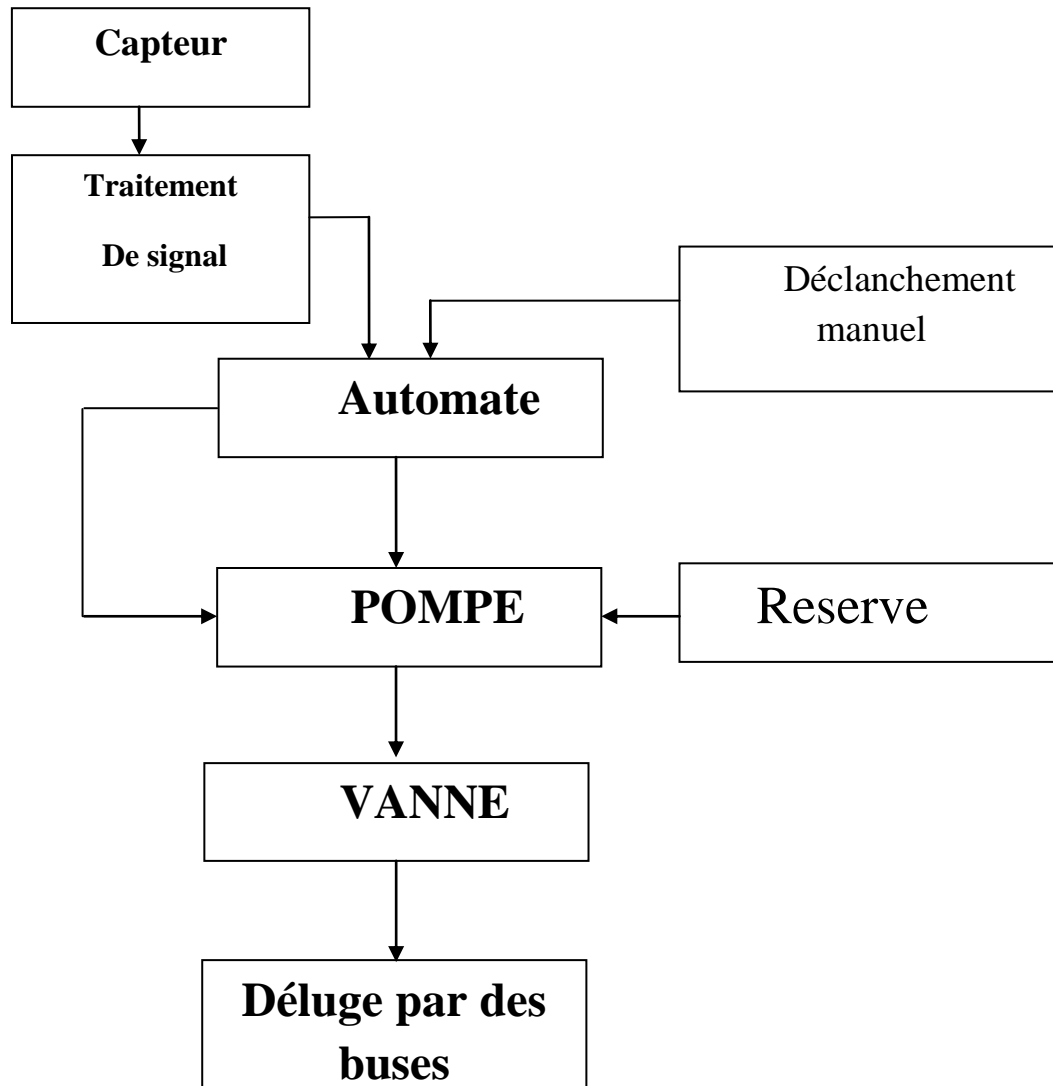 Capteur
Traitement
De signal
Déclanchement
manuel
Automate
POMPE
Reserve
VANNE
Déluge par des
buses